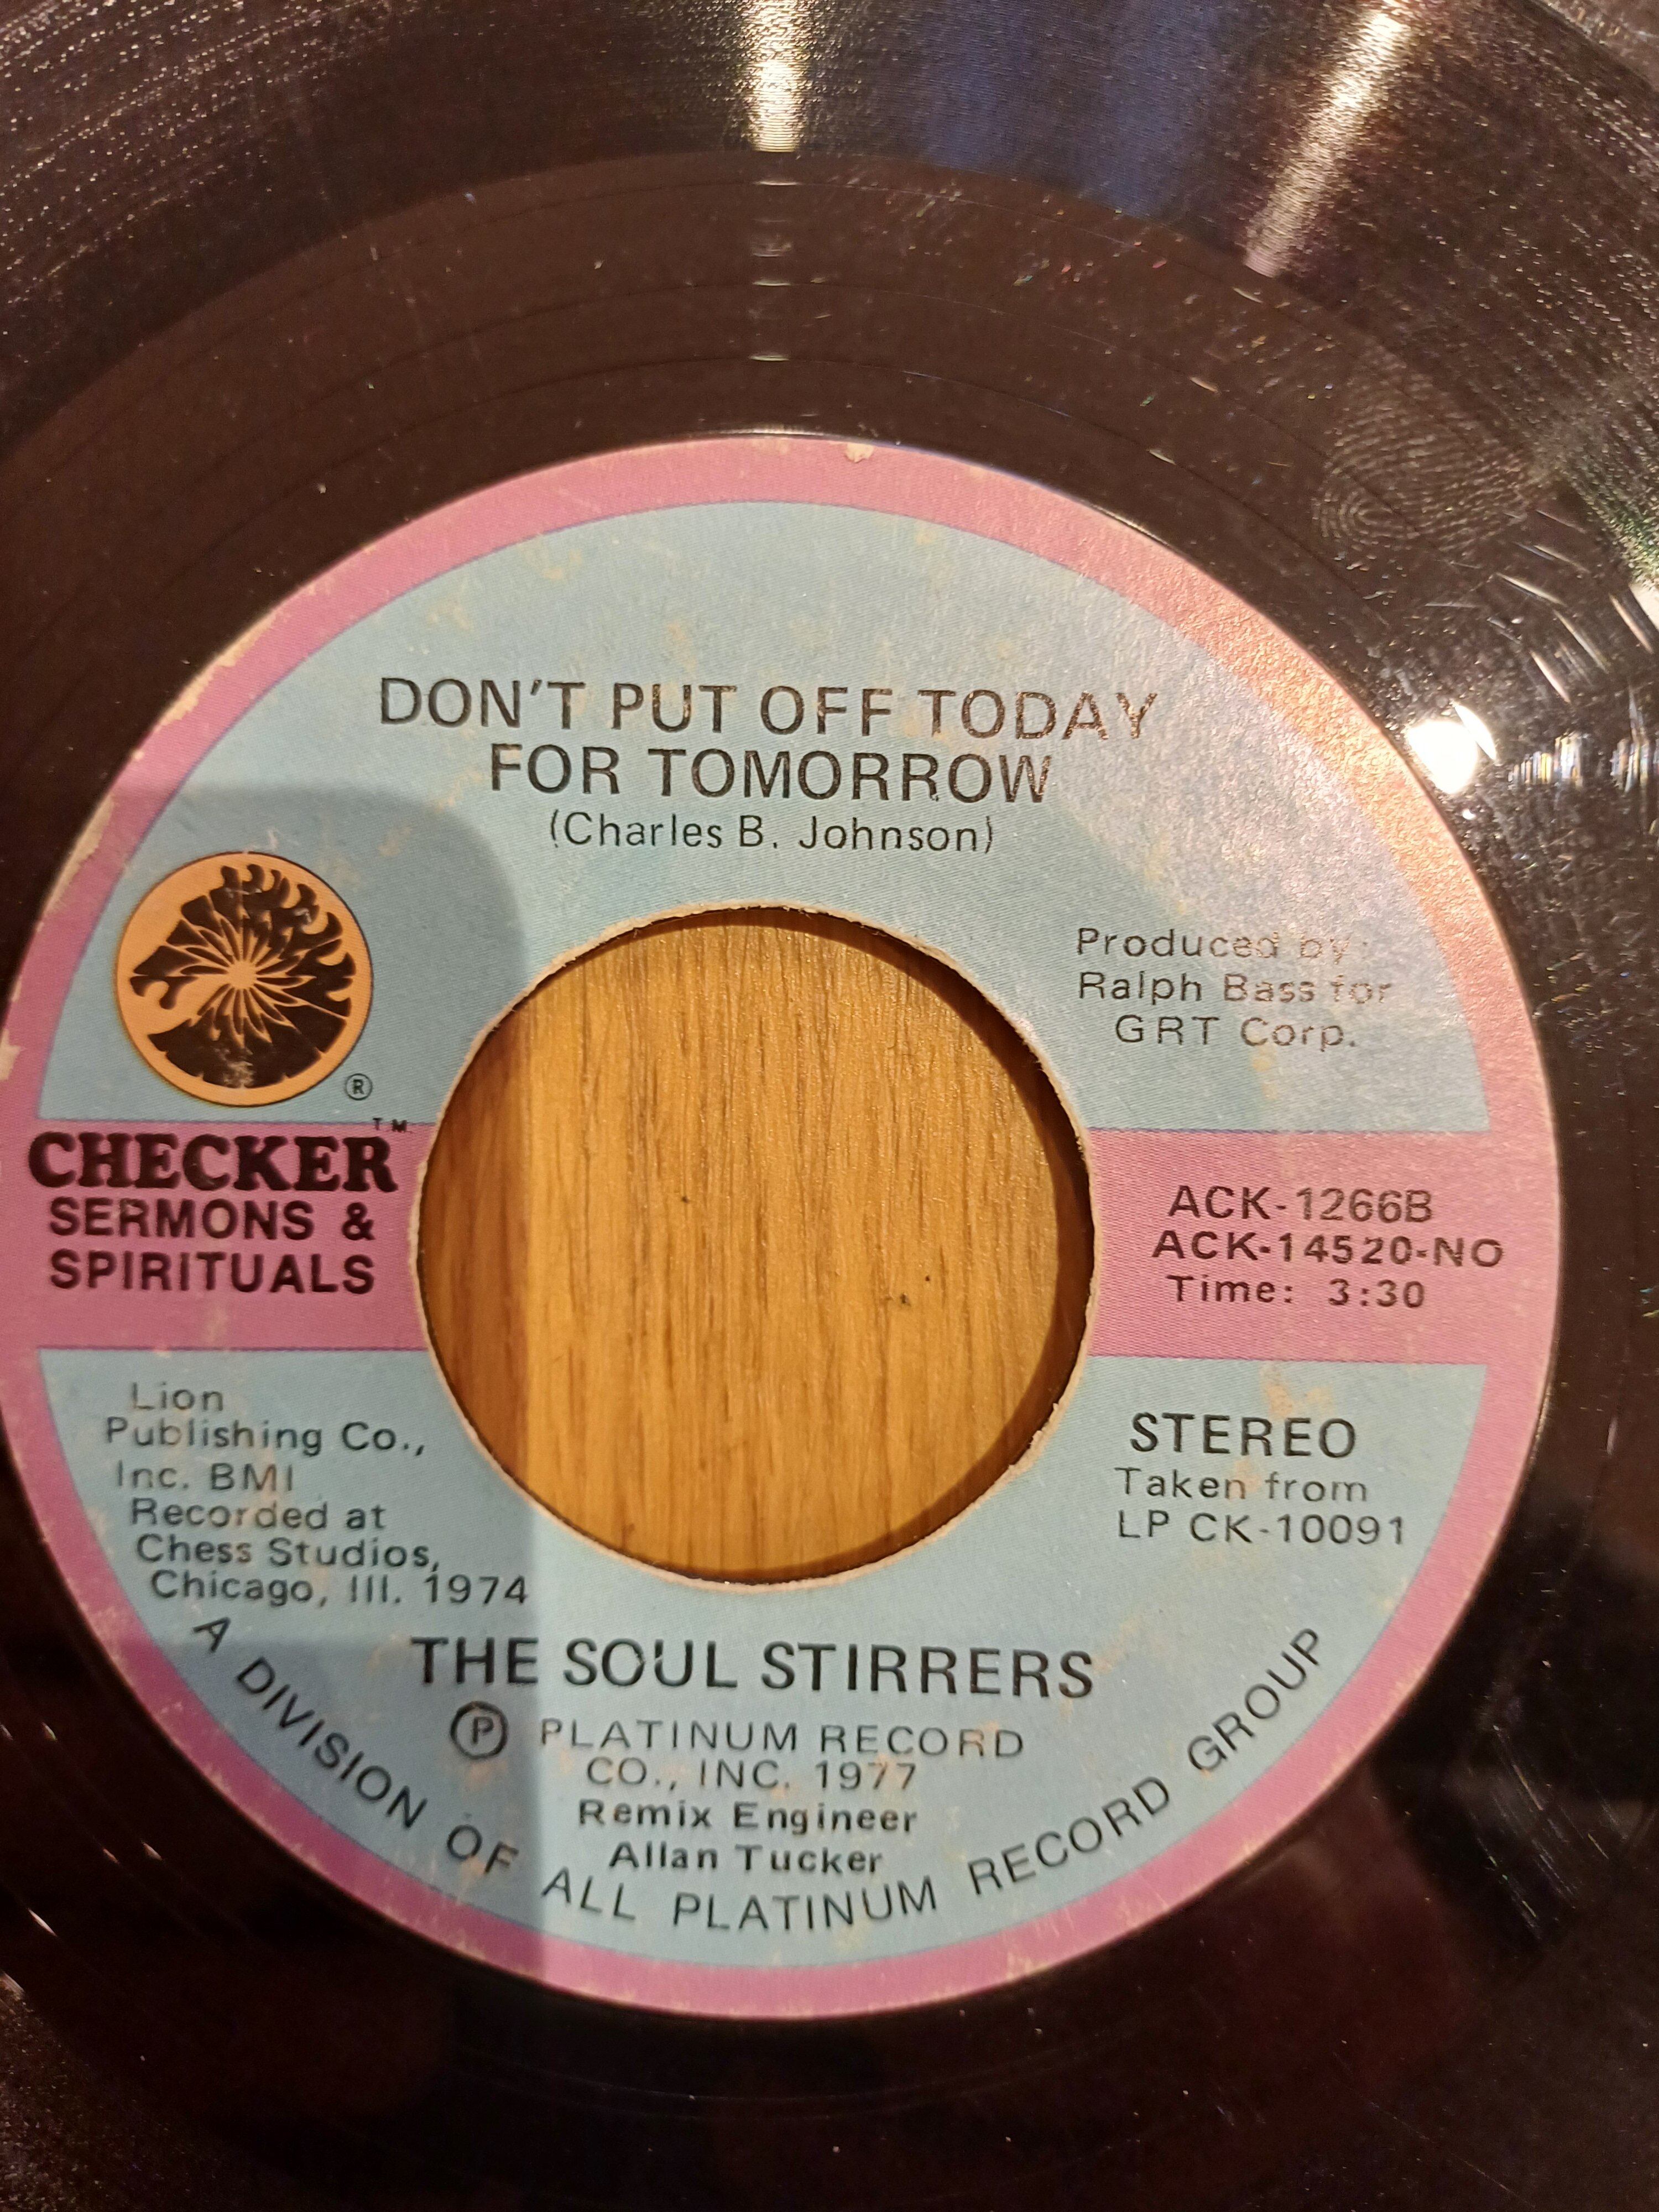 DON'T PUT OFF TODAY
FOR TOMORROW
(Charles B. Johnson)
Produced by:
Ralph Bass for
GRT Corp.
®
TM
CHECKER
SERMONS &
SPIRITUALS
ACK-1266B
ACK-14520-NO
Time: 3:30
Lion
Publishing Co.,
Inc. BMI
Recorded at
Chess Studios,
Chicago, Ill. 1974
STEREO
Taken from
LP CK-10091
THE SOUL STIRRERS
Ⓟ PLATINUM RECORD
CO., INC. 1977
Remix Engineer
Allan Tucker
A DIVISION OF ALL PLATINUM RECORD GROUP